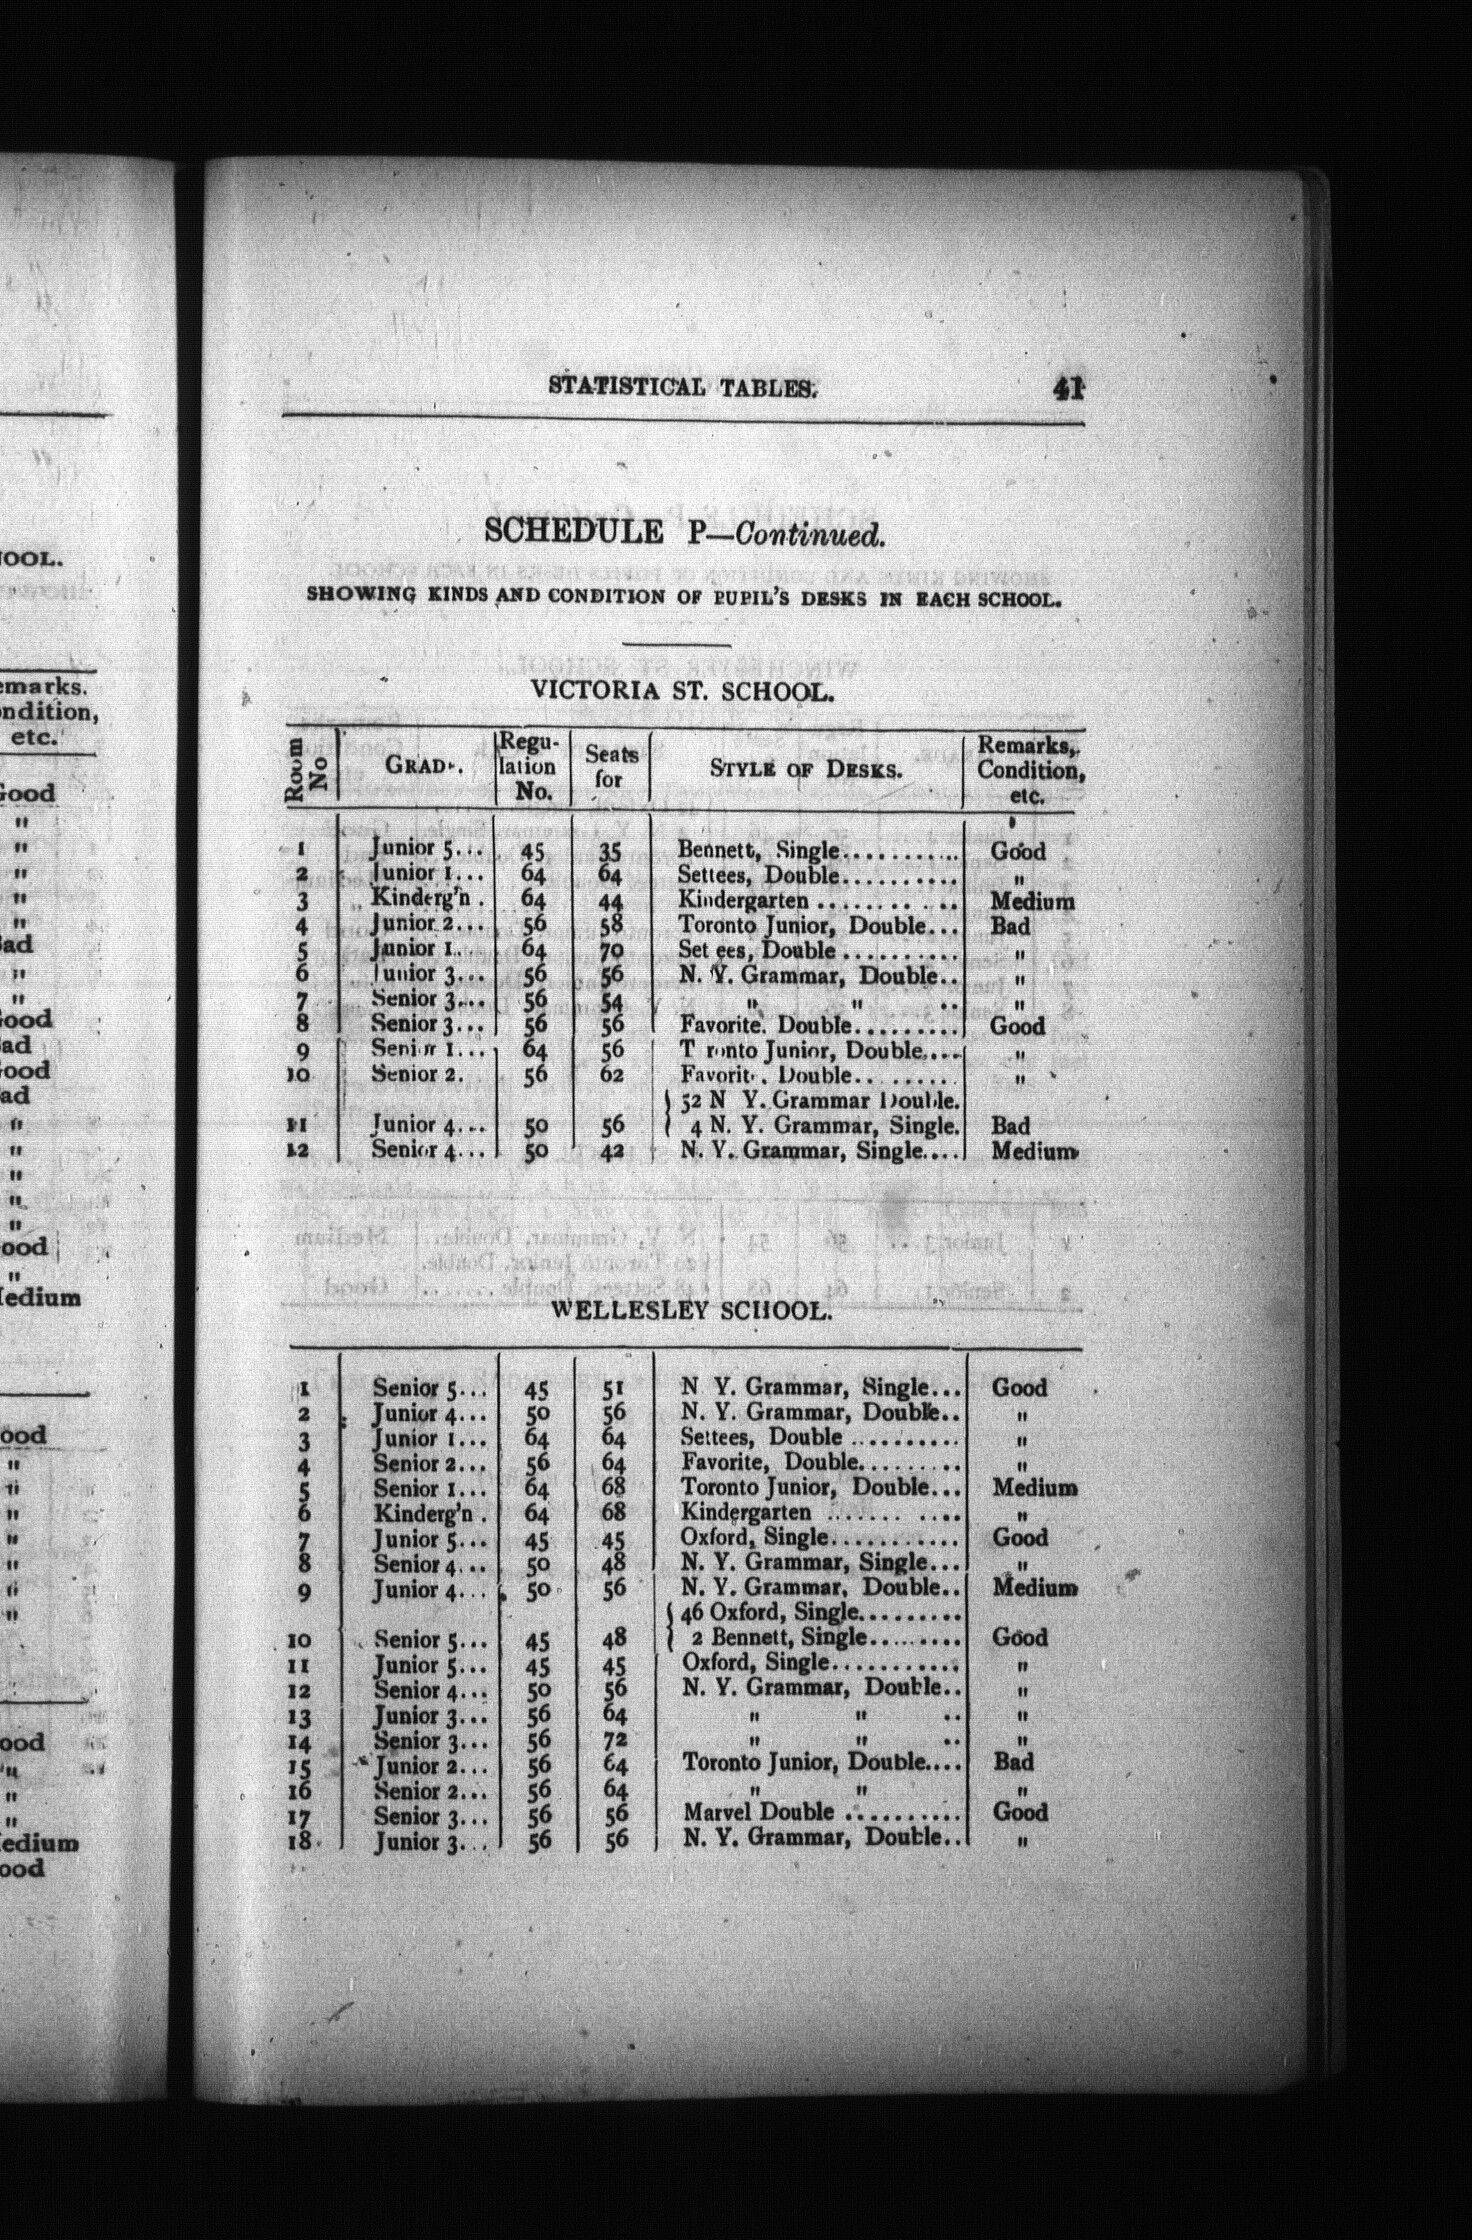 STATISTICAL TABLES. 41
SCHEDULE P—Continued.
SHOWING KINDS AND CONDITION OF PUPIL'S DESKS IN EACH SCHOOL.
VICTORIA ST. SCHOOL.
Room No | GRADE. | Regulation No. | Seats for | STYLE OF DESKS. | Remarks, Condition, etc.
1 Junior 5... 45 35 Bennett, Single.......... Good
2 Junior 1... 64 64 Settees, Double.......... "
3 Kinderg'n . 64 44 Kindergarten .......... Medium
4 Junior 2... 56 58 Toronto Junior, Double... Bad
5 Junior 1... 64 70 Set ees, Double .......... "
6 Junior 3... 56 56 N. Y. Grammar, Double.. "
7 Senior 3... 56 54 " " .. "
8 Senior 3... 56 56 Favorite. Double......... Good
9 Senior 1... 64 56 T ronto Junior, Double.... "
10 Senior 2. 56 62 Favorite. Double.. ........ "
52 N Y. Grammar Double.
11 Junior 4... 50 56 4 N. Y. Grammar, Single. Bad
12 Senior 4... 50 42 N. Y. Grammar, Single.... Medium
WELLESLEY SCHOOL.
1 Senior 5... 45 51 N Y. Grammar, Single... Good
2 Junior 4... 50 56 N. Y. Grammar, Double.. "
3 Junior 1... 64 64 Settees, Double .......... "
4 Senior 2... 56 64 Favorite, Double......... "
5 Senior 1... 64 68 Toronto Junior, Double... Medium
6 Kinderg'n . 64 68 Kindergarten ....... .... "
7 Junior 5... 45 45 Oxford, Single........... Good
8 Senior 4... 50 48 N. Y. Grammar, Single... "
9 Junior 4... 50 56 N. Y. Grammar, Double.. Medium
46 Oxford, Single.........
10 Senior 5... 45 48 2 Bennett, Single........ Good
11 Junior 5... 45 45 Oxford, Single........... "
12 Senior 4... 50 56 N. Y. Grammar, Double.. "
13 Junior 3... 56 64 " " .. "
14 Senior 3... 56 72 " " .. "
15 Junior 2... 56 64 Toronto Junior, Double.... Bad
16 Senior 2... 56 64 " " "
17 Senior 3... 56 56 Marvel Double .......... Good
18 Junior 3... 56 56 N. Y. Grammar, Double.. "